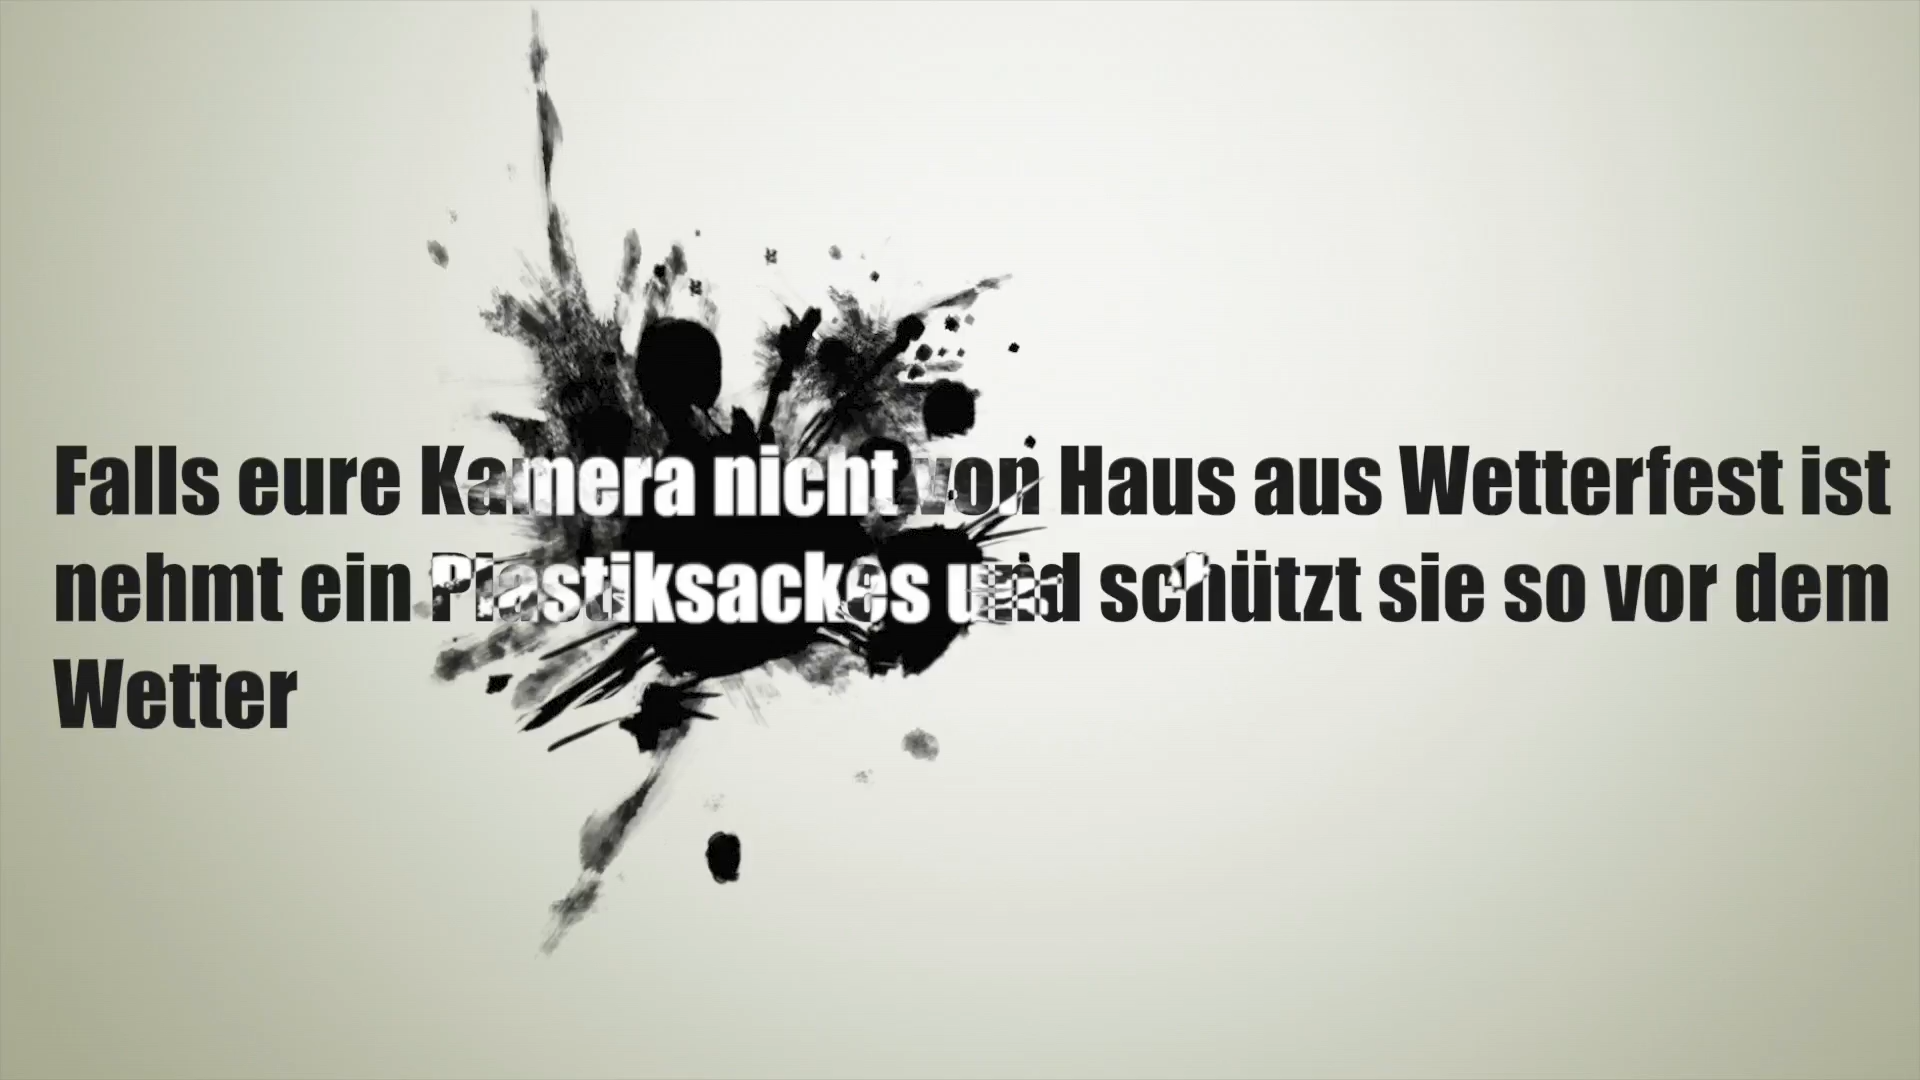 Falls eure Kamera nicht von Haus aus Wetterfest ist
nehmt ein Plastiksackes und schützt sie so vor dem
Wetter